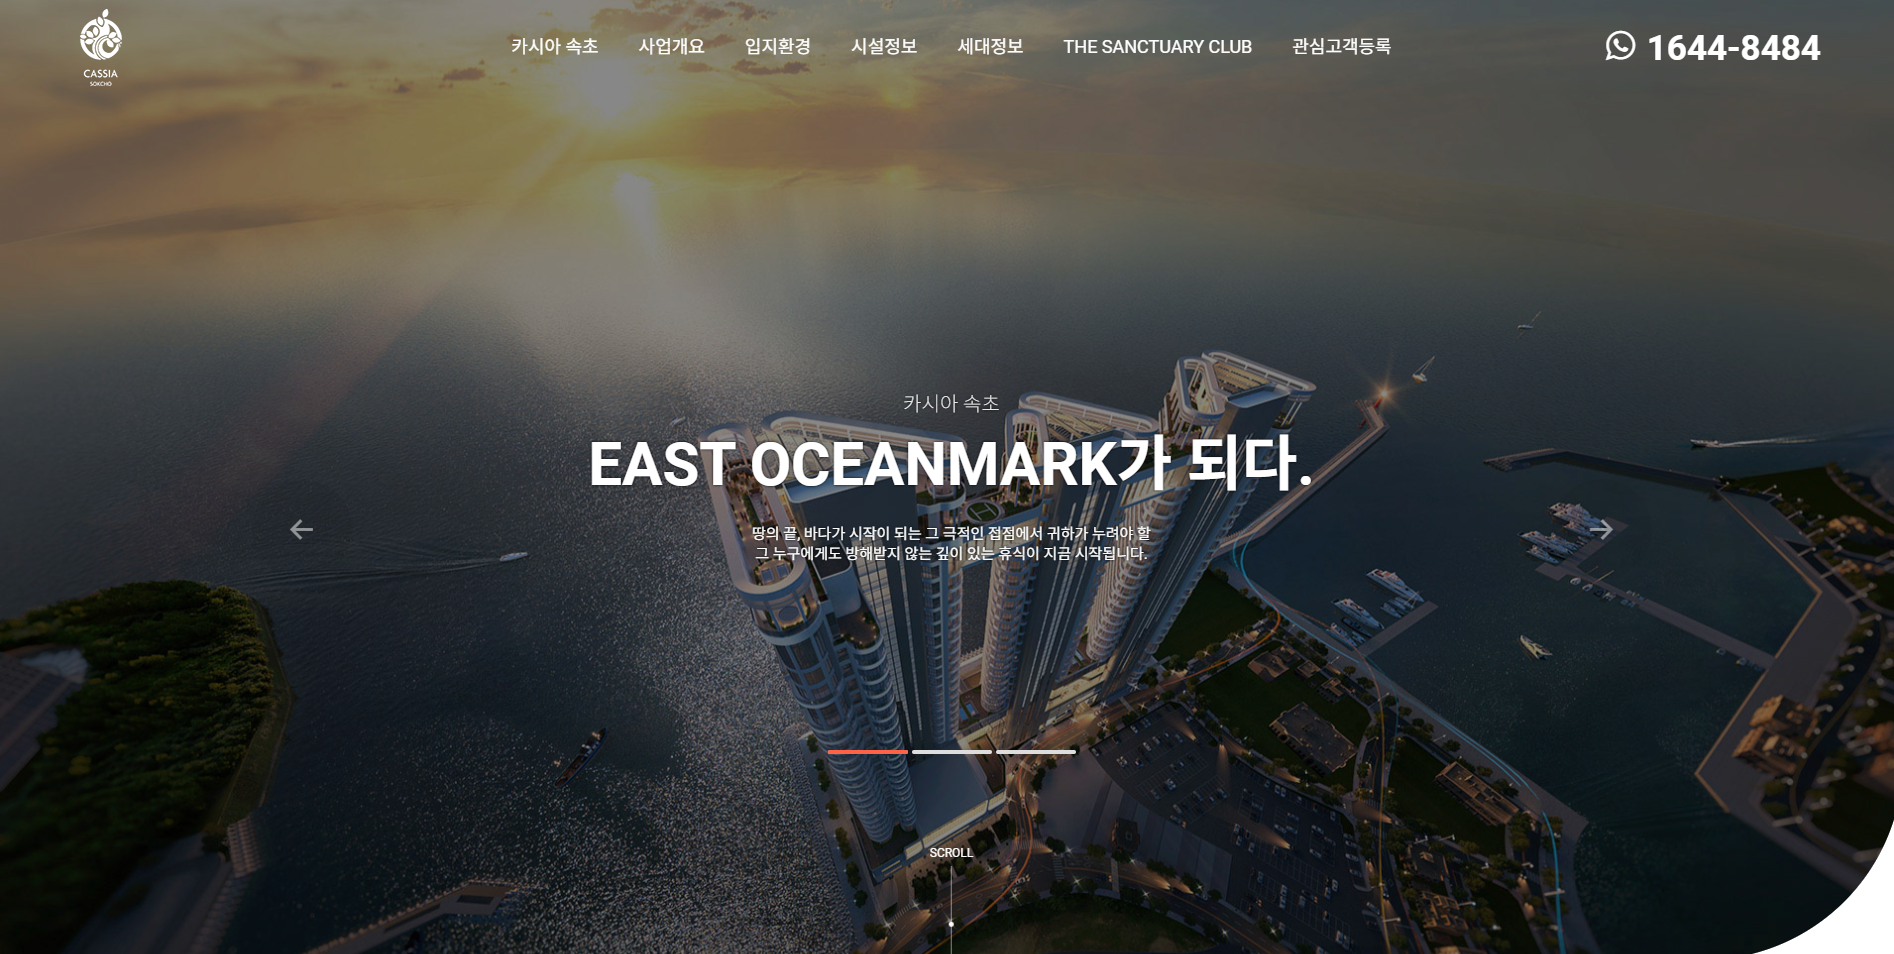 CASSIA
SOKCHO
카시아 속초 사업개요 입지환경 시설정보 세대정보 THE SANCTUARY CLUB 관심고객등록
1644-8484
카시아 속초
EAST OCEANMARK가 되다.
땅의 끝, 바다가 시작이 되는 그 극적인 접점에서 귀하가 누려야 할
그 누구에게도 방해받지 않는 깊이 있는 휴식이 지금 시작됩니다.
SCROLL